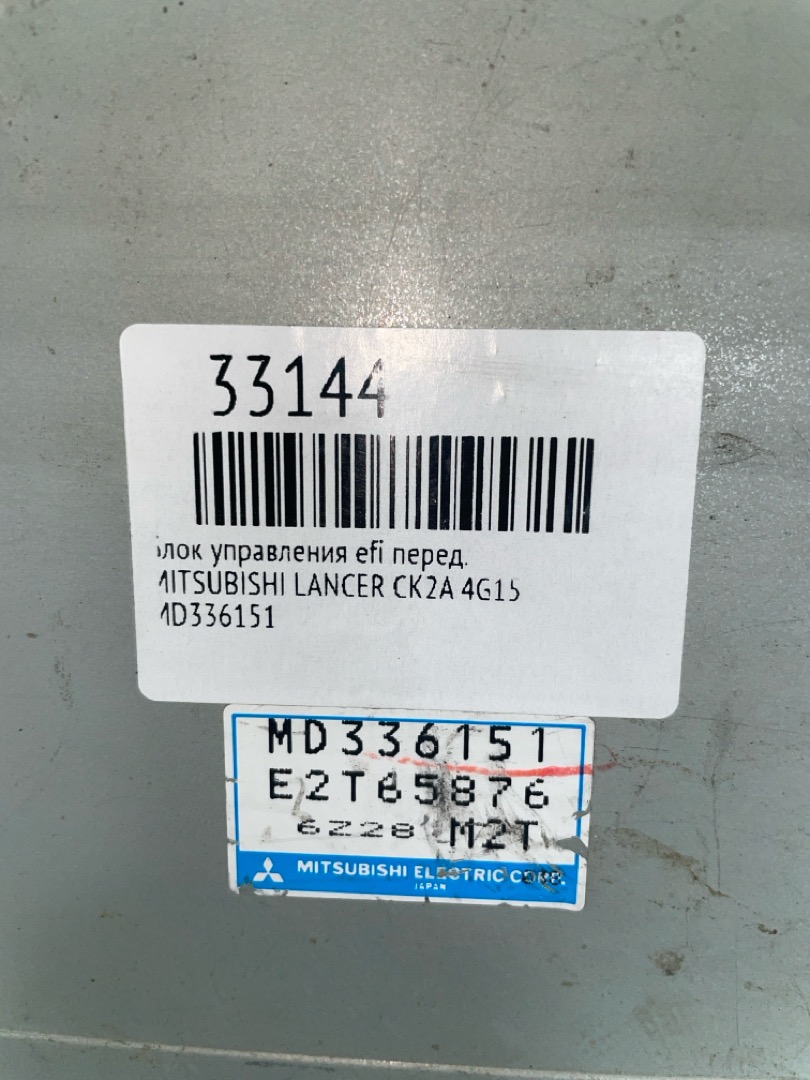 33144
лок управления efi перед.
MITSUBISHI LANCER CK2A 4G15
MD336151
MD336151
E2T65876
6Z28 M2T
MITSUBISHI ELECTRIC CORP.
JAPAN